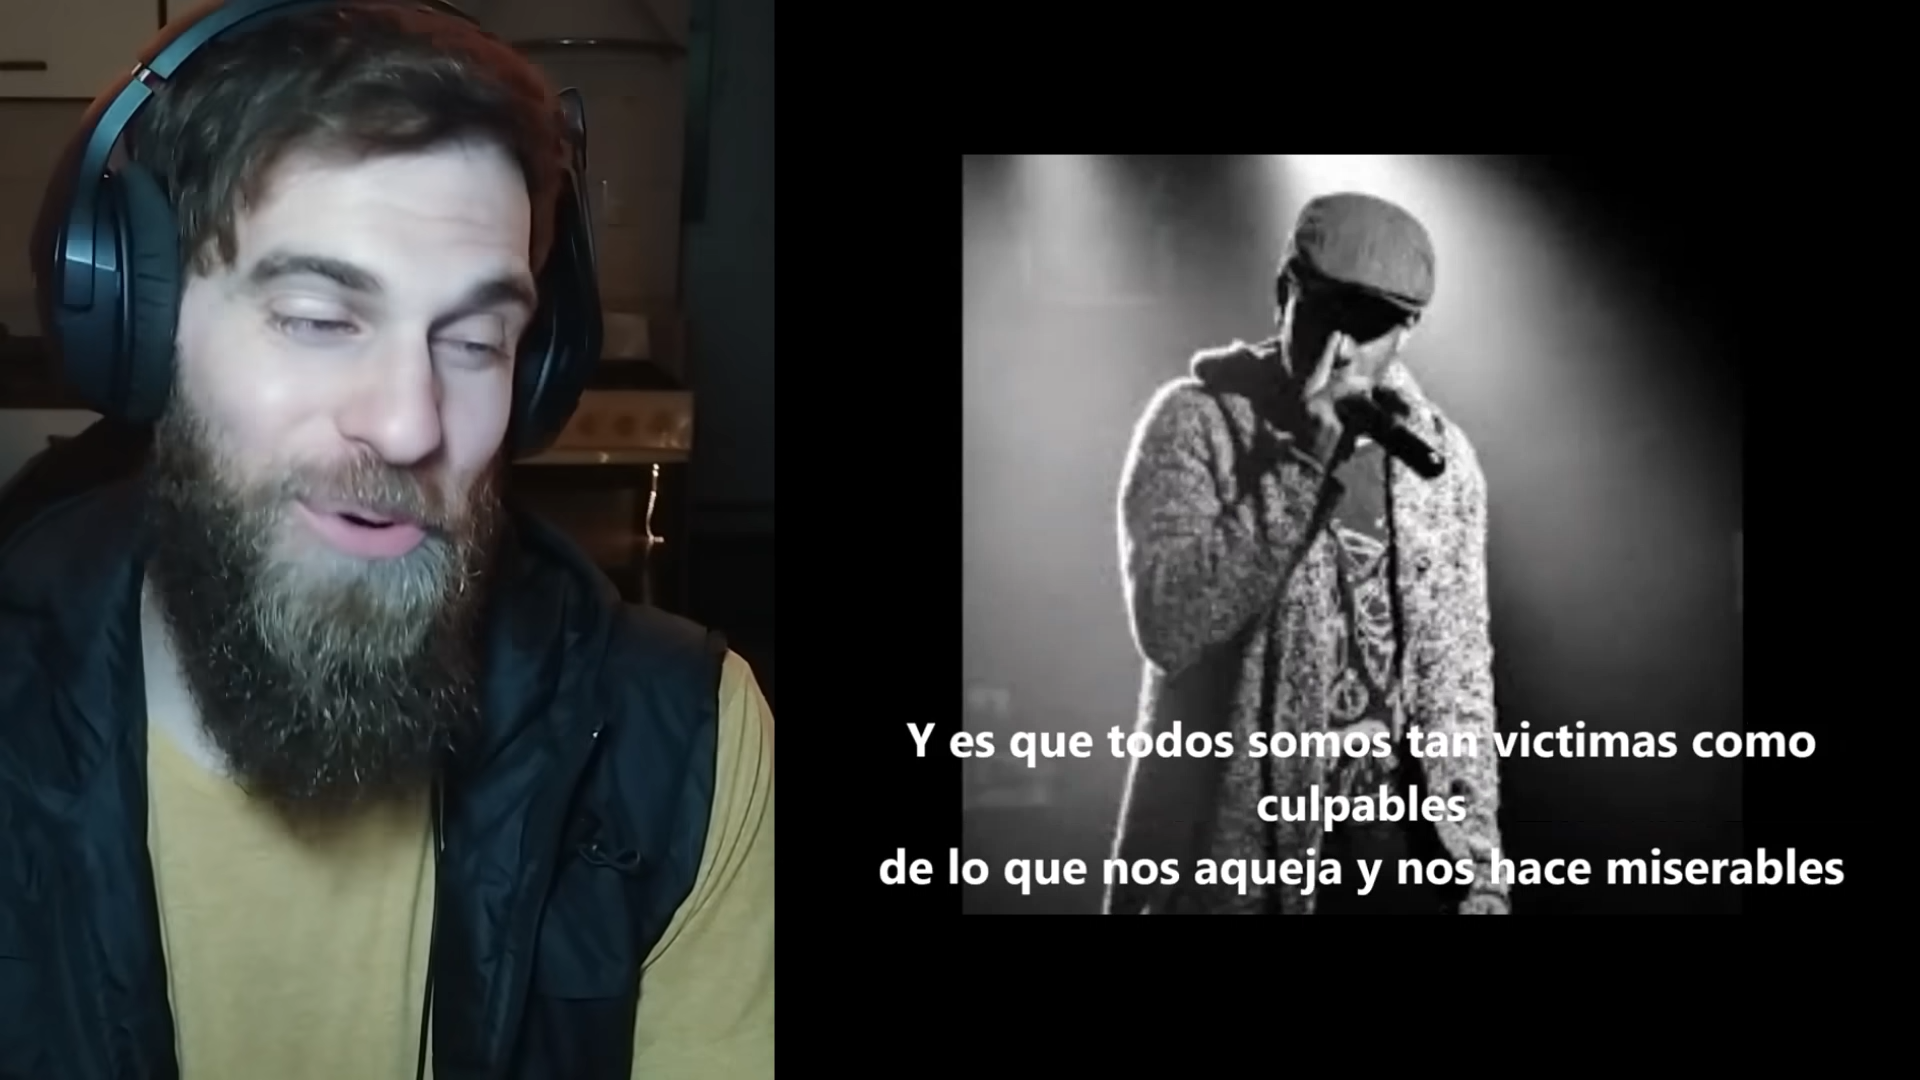 Y es que todos somos tan victimas como
culpables
de lo que nos aqueja y nos hace miserables